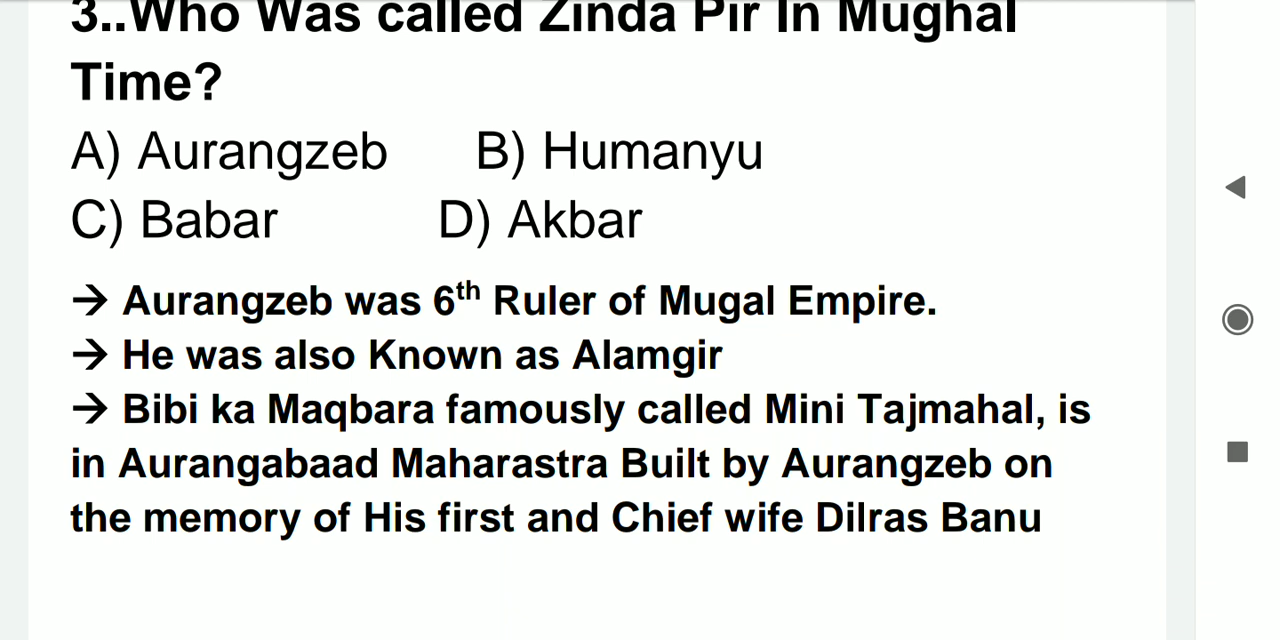 3..Who Was called Zinda Pir In Mughal
Time?
A) Aurangzeb B) Humanyu
C) Babar D) Akbar
→ Aurangzeb was 6th Ruler of Mugal Empire.
→ He was also Known as Alamgir
→ Bibi ka Maqbara famously called Mini Tajmahal, is
in Aurangabaad Maharastra Built by Aurangzeb on
the memory of His first and Chief wife Dilras Banu